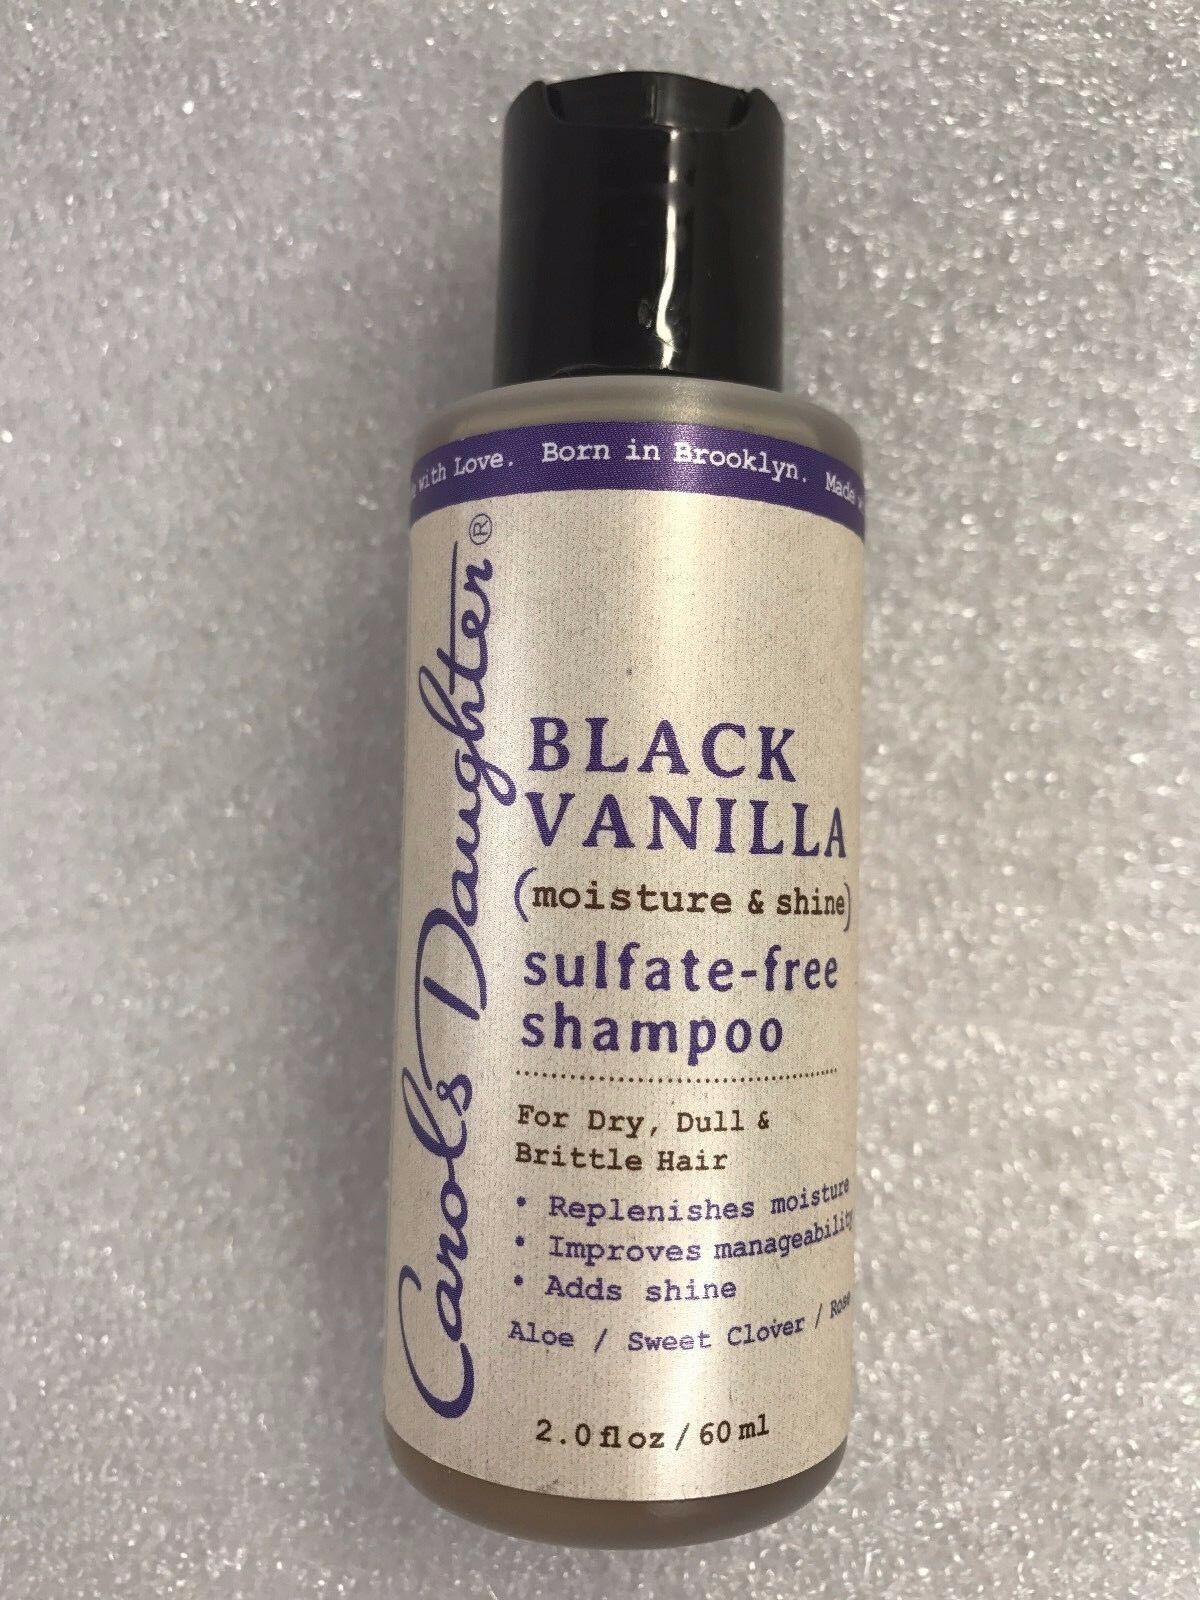 with Love. Born in Brooklyn. Made
Carol's Daughter®
BLACK
VANILLA
(moisture & shine)
sulfate-free
shampoo
For Dry, Dull &
Brittle Hair
• Replenishes moisture
• Improves manageability
• Adds shine
Aloe / Sweet Clover / Rose
2.0 fl oz / 60 ml